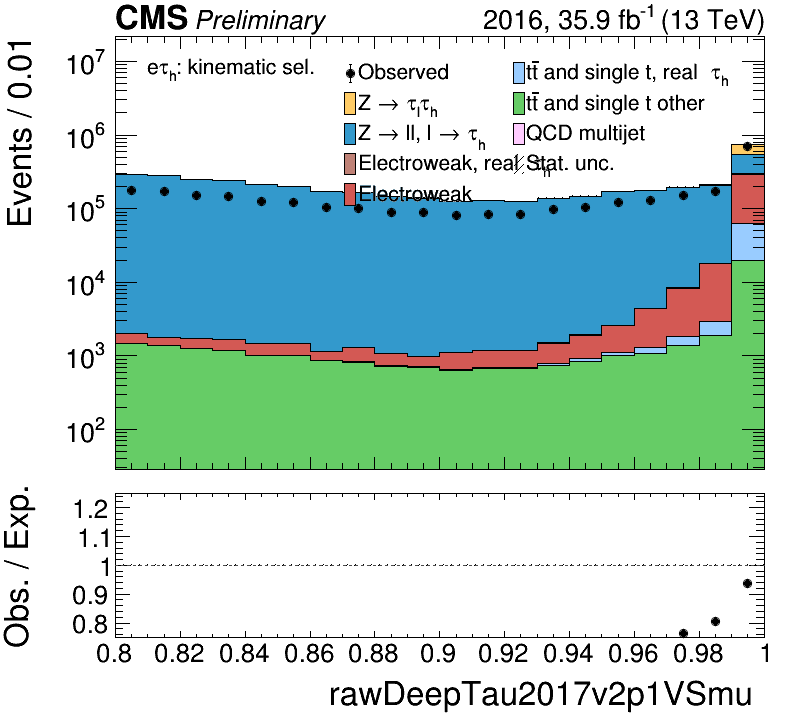 CMS Preliminary 2016, 35.9 fb⁻¹ (13 TeV)
Events / 0.01
10⁷
10⁶
10⁵
10⁴
10³
10²
eτₕ: kinematic sel.
Observed
Z → τₗτₕ
Z → ll, l → τₕ
Electroweak, real τₕ
Electroweak
tt̅ and single t, real τₕ
tt̅ and single t other
QCD multijet
Stat. unc.
Obs. / Exp.
1.2
1.1
1
0.9
0.8
0.8 0.82 0.84 0.86 0.88 0.9 0.92 0.94 0.96 0.98 1
rawDeepTau2017v2p1VSmu